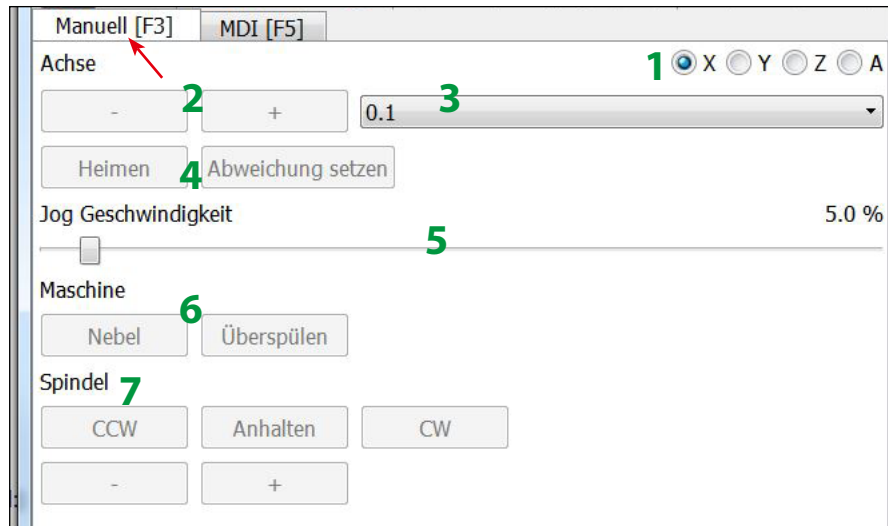 Manuell [F3] MDI [F5]
Achse 1 X Y Z A
- 2 + 0.1 3
Heimen 4 Abweichung setzen
Jog Geschwindigkeit 5.0 %
5
Maschine
6
Nebel Überspülen
Spindel 7
CCW Anhalten CW
- +